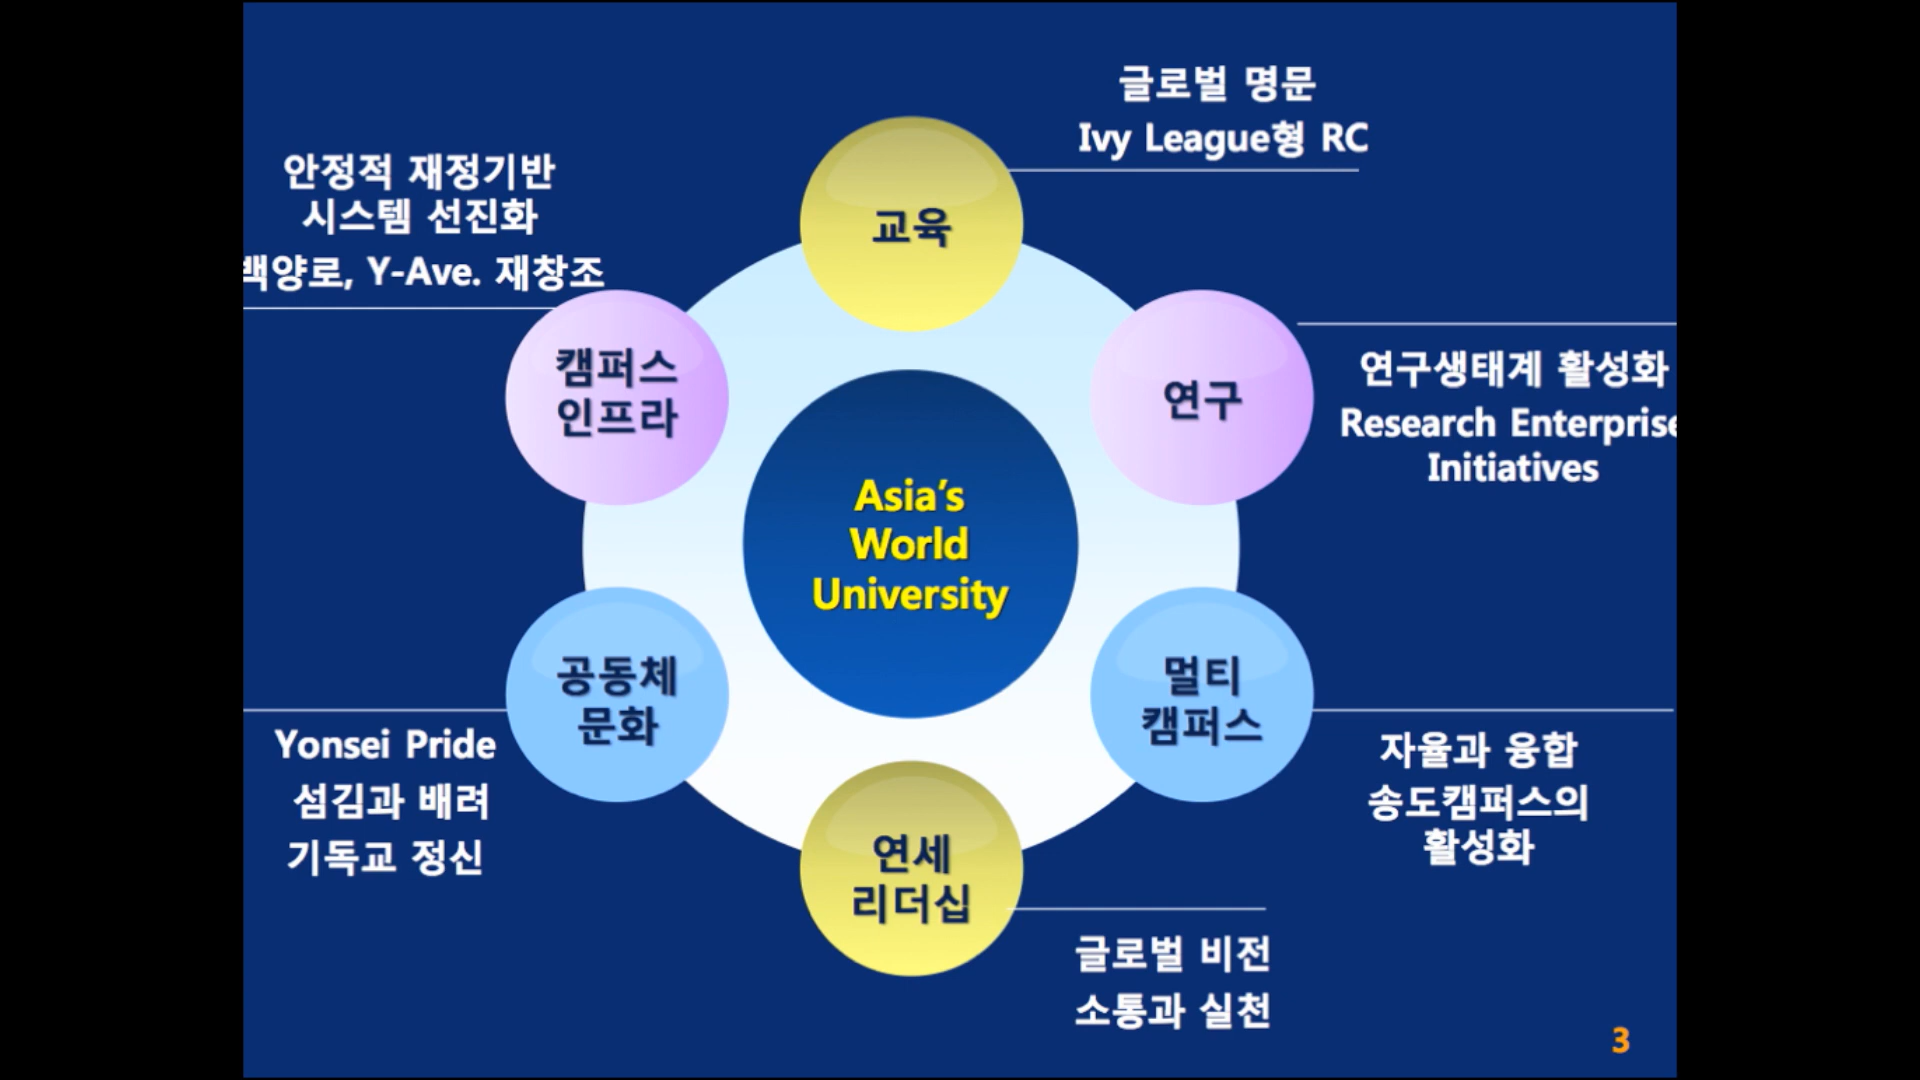 글로벌 명문
Ivy League형 RC
교육
안정적 재정기반
시스템 선진화
백양로, Y-Ave. 재창조
캠퍼스
인프라
연구
연구생태계 활성화
Research Enterprise
Initiatives
Asia’s
World
University
공동체
문화
Yonsei Pride
섬김과 배려
기독교 정신
멀티
캠퍼스
자율과 융합
송도캠퍼스의
활성화
연세
리더십
글로벌 비전
소통과 실천
3